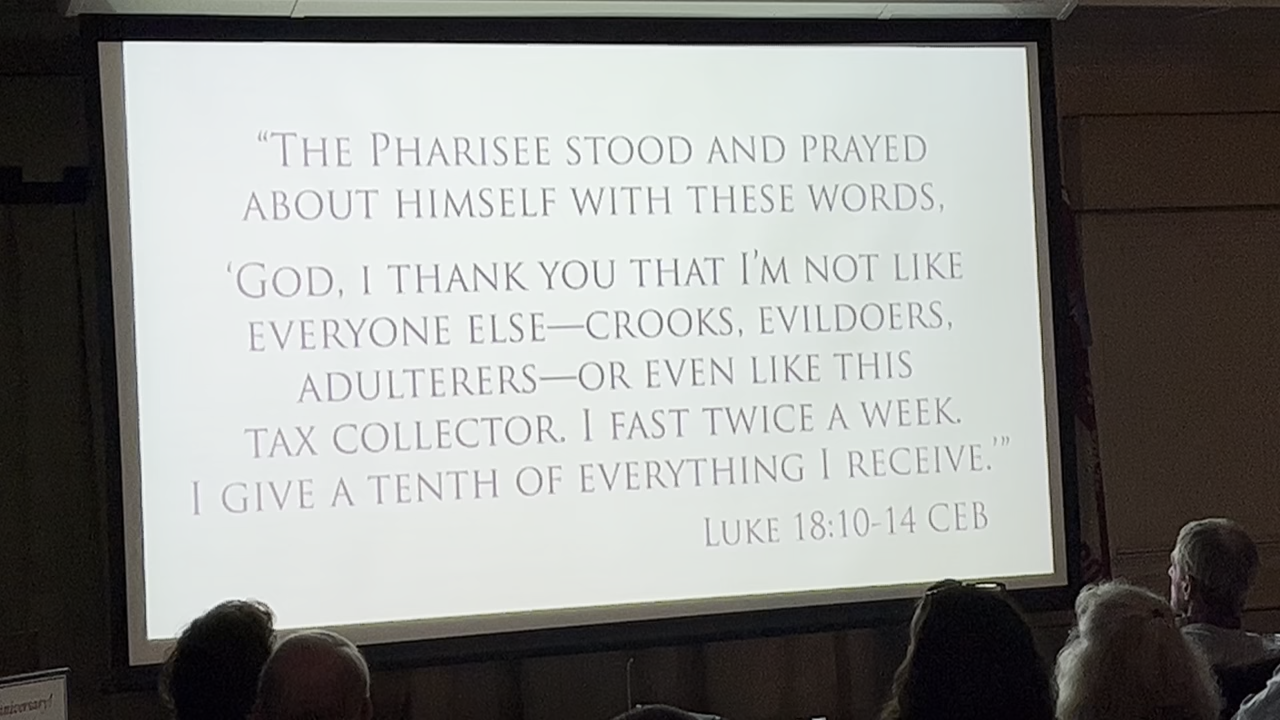 “The Pharisee stood and prayed
about himself with these words,
‘God, I thank you that I’m not like
everyone else—crooks, evildoers,
adulterers—or even like this
tax collector. I fast twice a week.
I give a tenth of everything I receive.’”
Luke 18:10-14 CEB